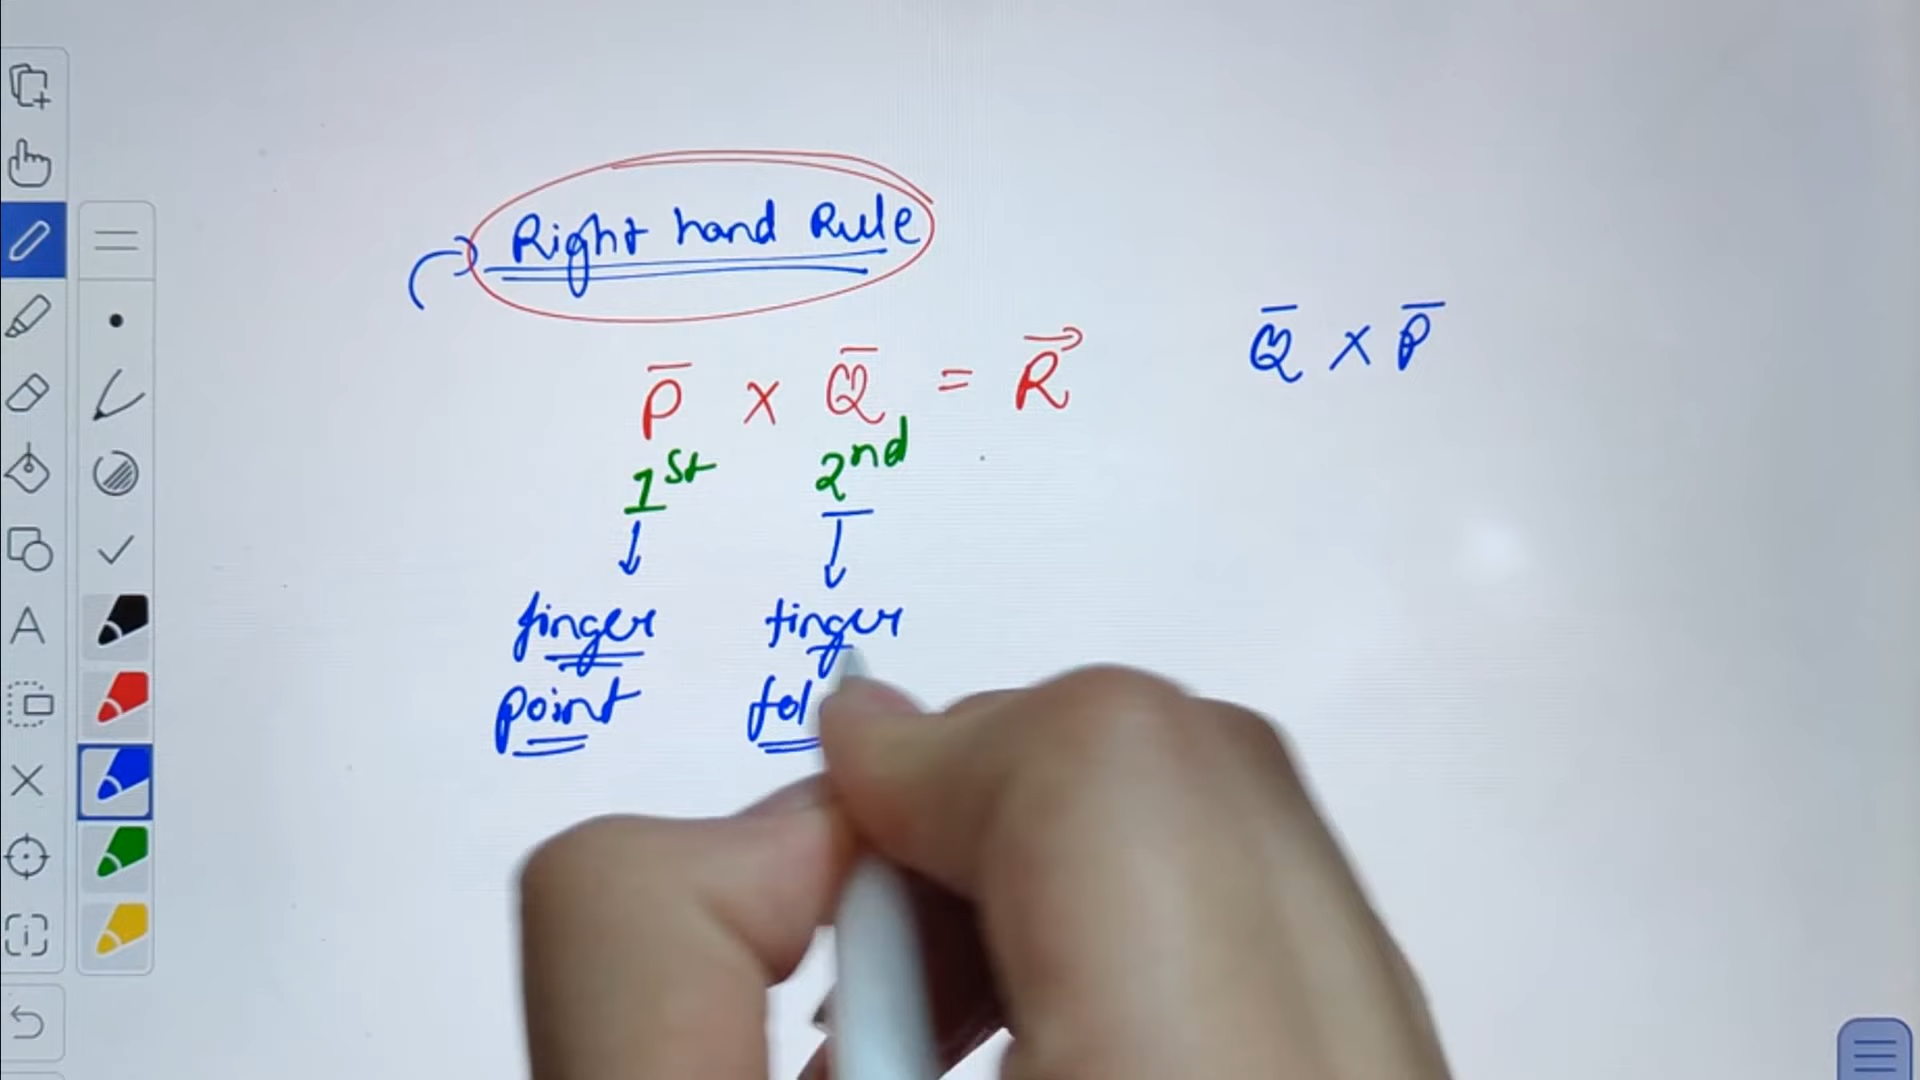 Right hand Rule
P̄ × Q̄ = R⃗
Q̄ × P̄
1st 2nd
↓ ↓
finger finger
point
A